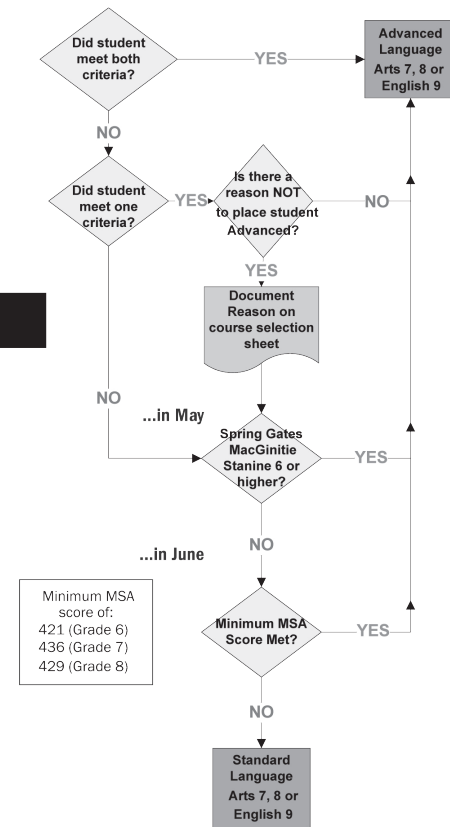 Did student
meet both
criteria?
YES
Advanced
Language
Arts 7, 8 or
English 9
NO
Did student
meet one
criteria?
YES
Is there a
reason NOT
to place student
Advanced?
NO
YES
Document
Reason on
course selection
sheet
NO
...in May
Spring Gates
MacGinitie
Stanine 6 or
higher?
YES
NO
...in June
Minimum MSA
score of:
421 (Grade 6)
436 (Grade 7)
429 (Grade 8)
Minimum MSA
Score Met?
YES
NO
Standard
Language
Arts 7, 8 or
English 9